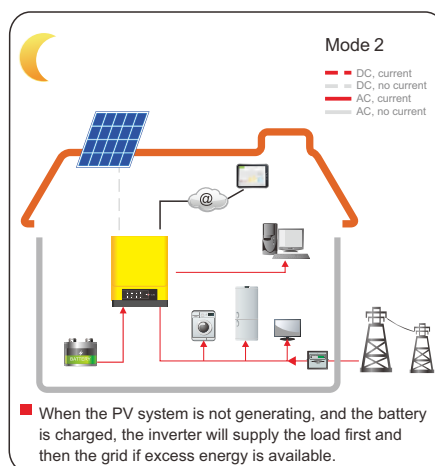 Mode 2
DC, current
DC, no current
AC, current
AC, no current
@
BATTERY
When the PV system is not generating, and the battery
is charged, the inverter will supply the load first and
then the grid if excess energy is available.